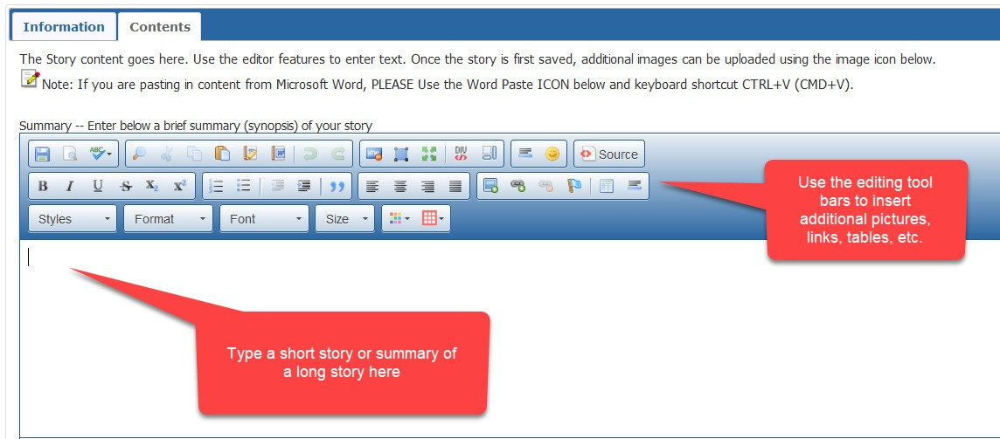 Information Contents
The Story content goes here. Use the editor features to enter text. Once the story is first saved, additional images can be uploaded using the image icon below.
Note: If you are pasting in content from Microsoft Word, PLEASE Use the Word Paste ICON below and keyboard shortcut CTRL+V (CMD+V).
Summary -- Enter below a brief summary (synopsis) of your story
ABC DIV Source
B I U S X₂ X²
Styles Format Font Size
Use the editing tool
bars to insert
additional pictures,
links, tables, etc.
Type a short story or summary of
a long story here